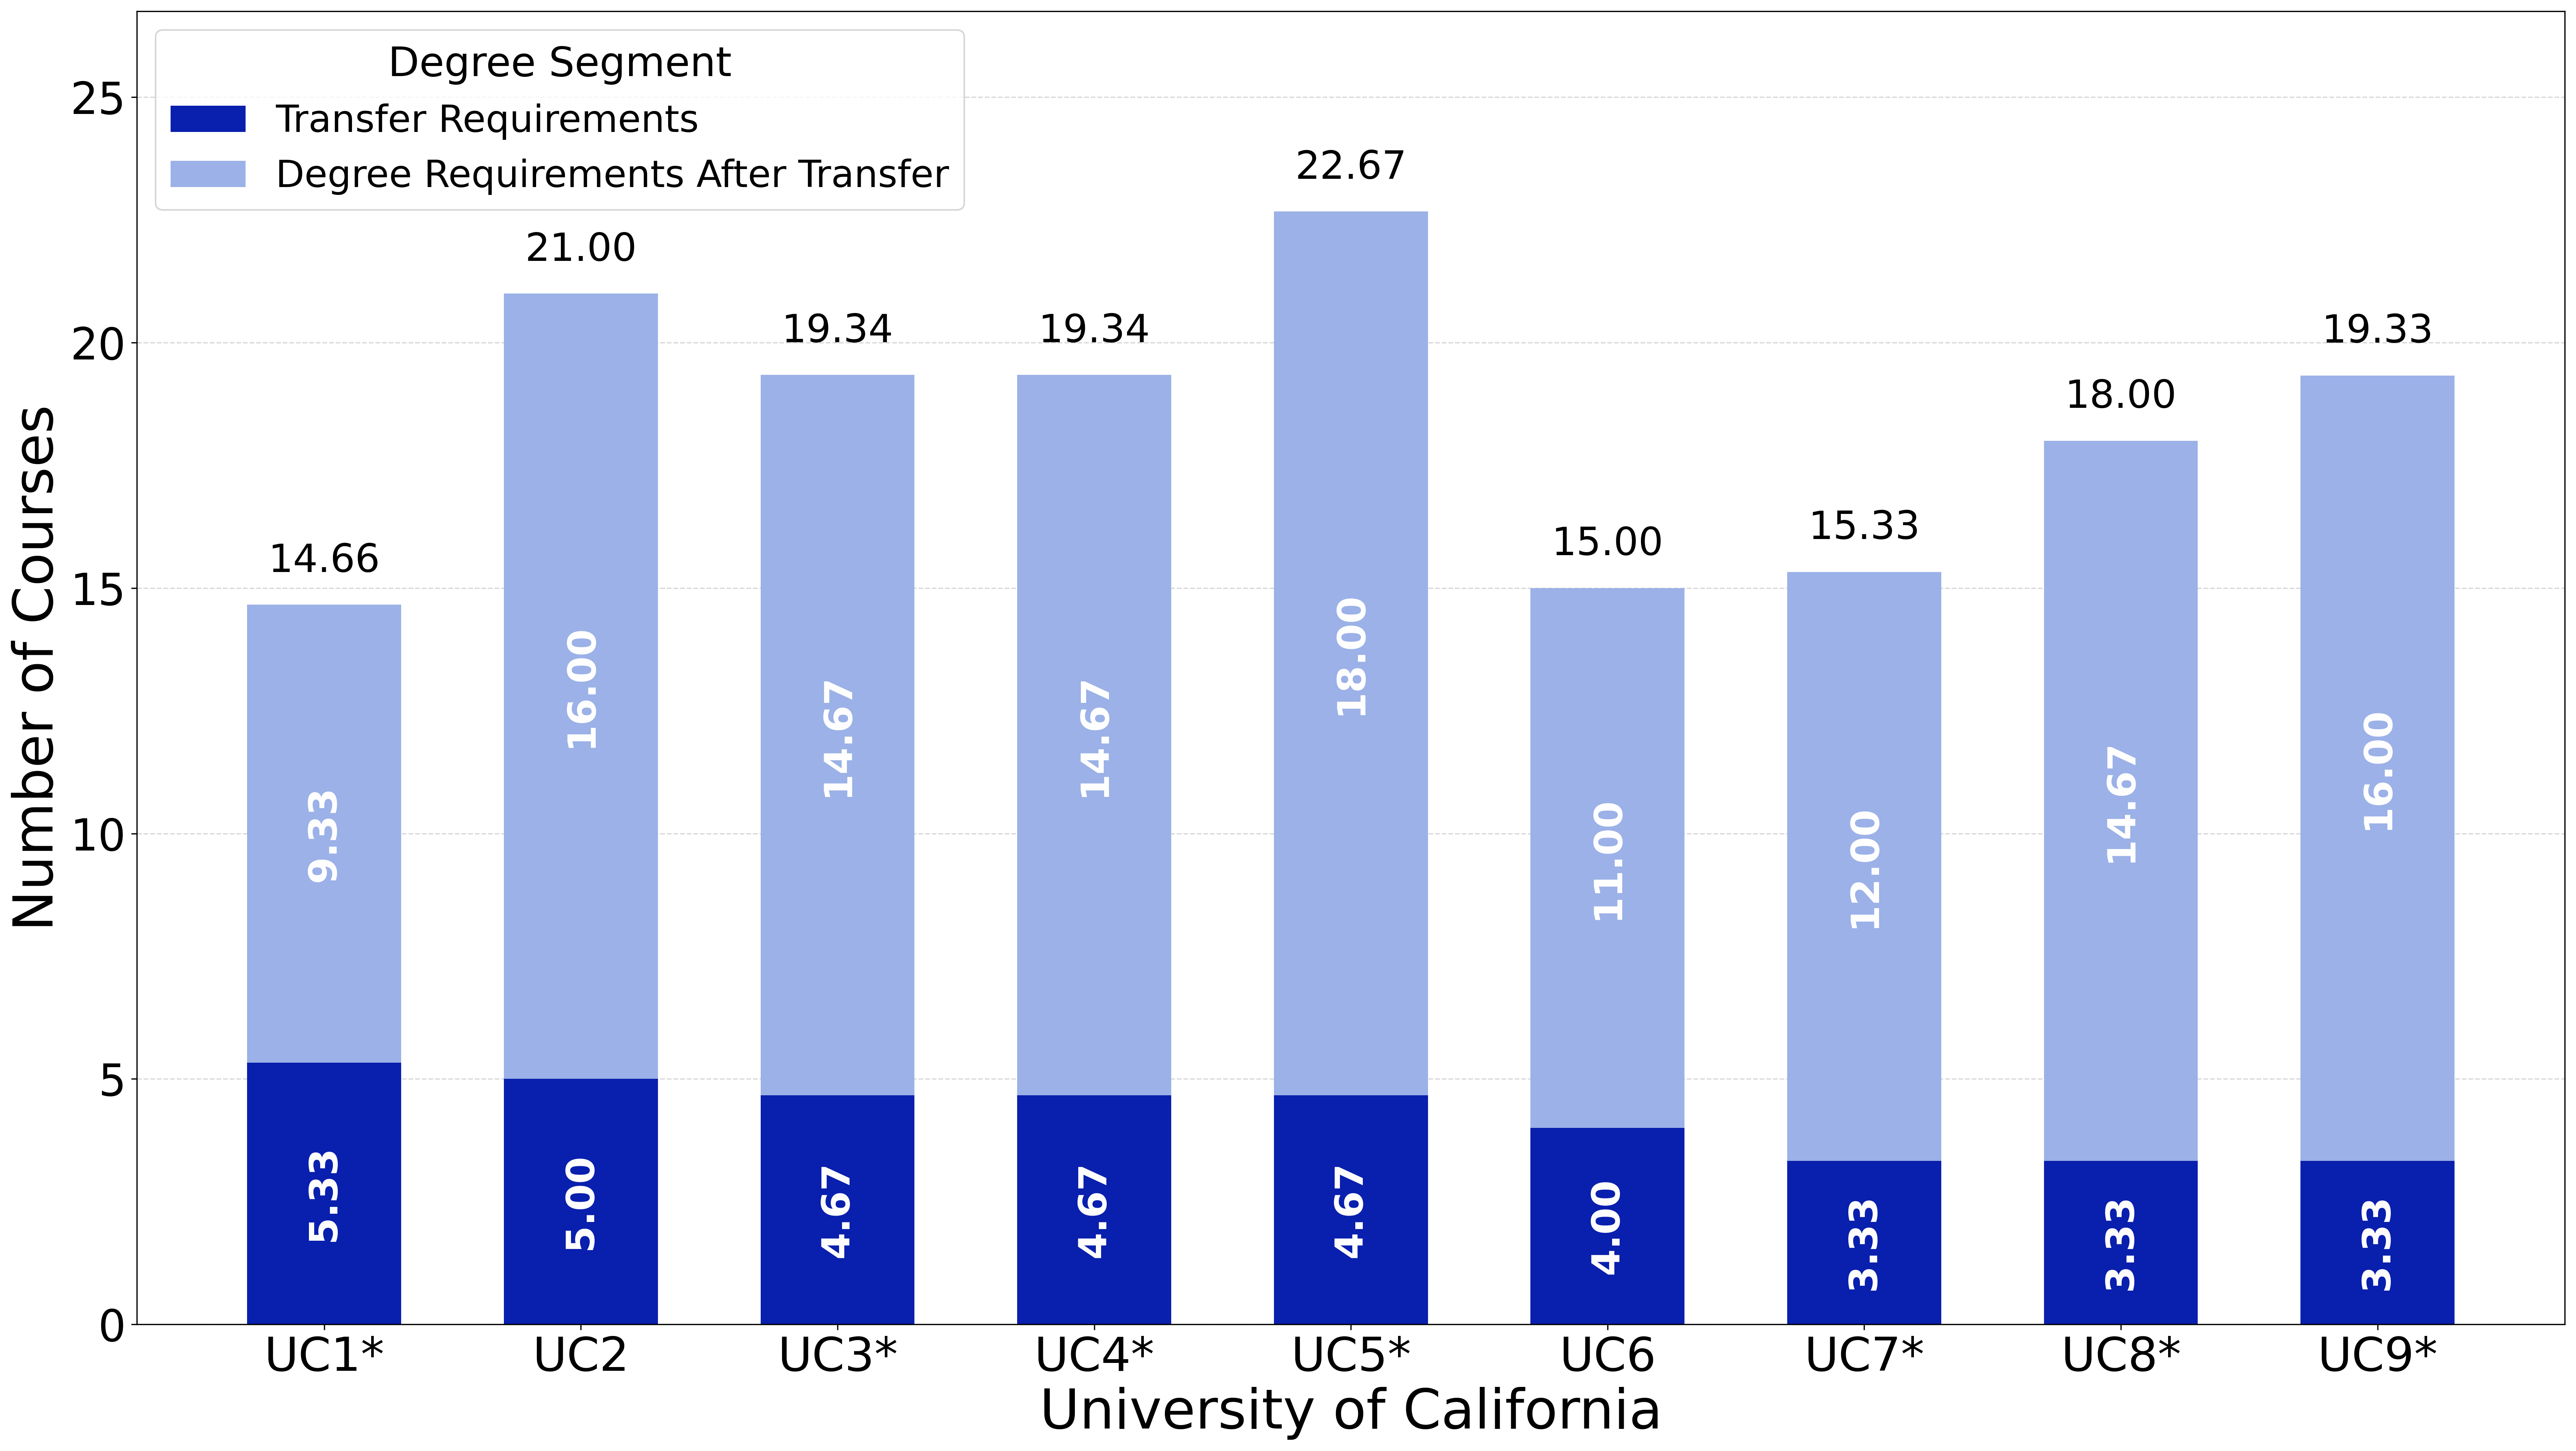 Degree Segment
Transfer Requirements
Degree Requirements After Transfer
Number of Courses
25
20
15
10
5
0
14.66
21.00
19.34
19.34
22.67
15.00
15.33
18.00
19.33
9.33
16.00
14.67
14.67
18.00
11.00
12.00
14.67
16.00
5.33
5.00
4.67
4.67
4.67
4.00
3.33
3.33
3.33
UC1*
UC2
UC3*
UC4*
UC5*
UC6
UC7*
UC8*
UC9*
University of California